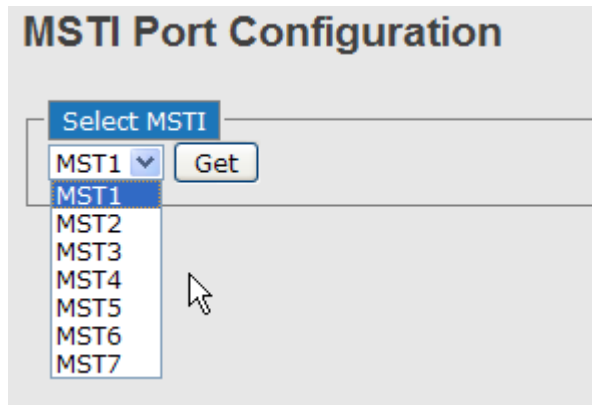 MSTI Port Configuration
Select MSTI
MST1 Get
MST1
MST2
MST3
MST4
MST5
MST6
MST7